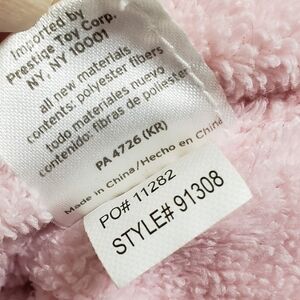 Imported by
Prestige Toy Corp.
NY, NY 10001
all new materials
contents: polyester fibers
todo materiales nuevo
contenido: fibras de poliester
PA 4726 (KR)
Made in China/Hecho en China
PO# 11282
STYLE# 91308